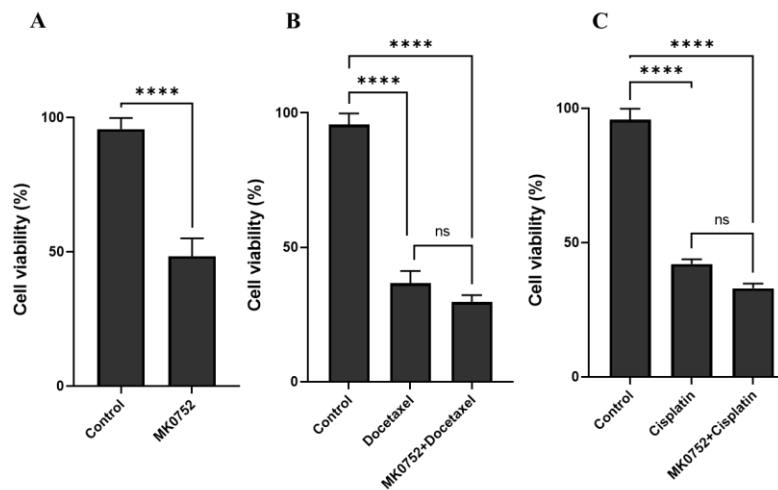 A
Cell viability (%)
100
50
0
****
Control
MK0752
B
Cell viability (%)
100
50
0
****
****
ns
Control
Docetaxel
MK0752+Docetaxel
C
Cell viability (%)
100
50
0
****
****
ns
Control
Cisplatin
MK0752+Cisplatin